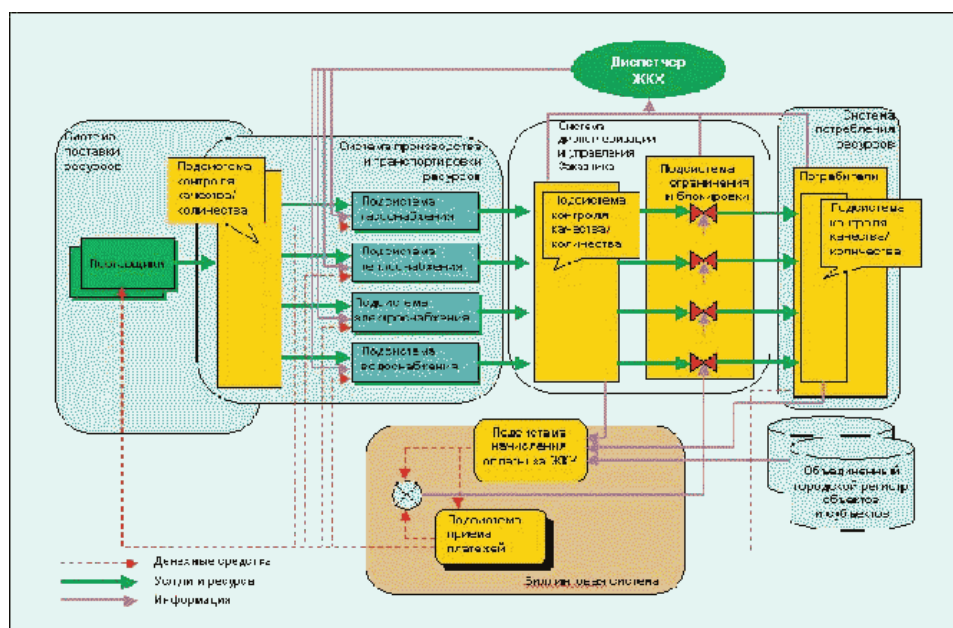 Диспетчер
ЖКХ
Система
поставки
ресурсов
Система производства
и транспортировки
ресурсов
Система
диспетчеризации
и управления
Заказчика
Система
потребления
ресурсов
Подсистема
контроля
качества/
количества
Поставщики
Подсистема
газоснабжения
Подсистема
теплоснабжения
Подсистема
электроснабжения
Подсистема
водоснабжения
Подсистема
контроля
качества/
количества
Подсистема
ограничения
и блокировки
Потребители
Подсистема
контроля
качества/
количества
Подсистема
начисления
оплаты за ЖКУ
Подсистема
приема
платежей
Биллинговая система
Объединенный
городской регистр
объектов
и субъектов
Денежные средства
Услуги и ресурсы
Информация